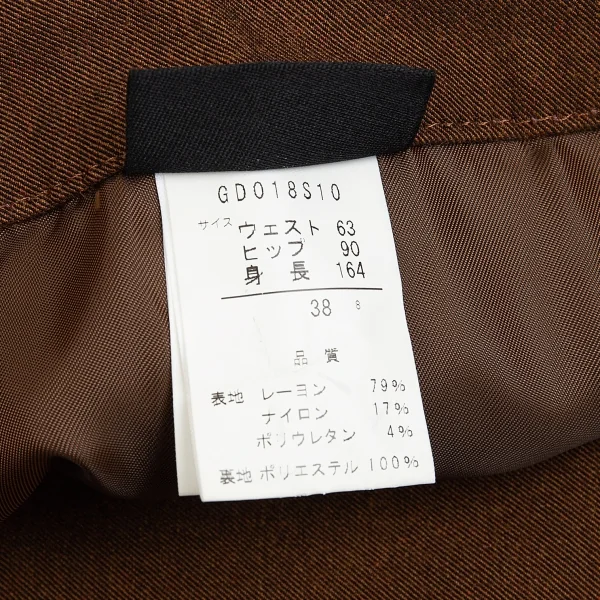 GD018S10
サイズ ウェスト 63
ヒップ 90
身長 164
38 8
品質
表地 レーヨン 79%
ナイロン 17%
ポリウレタン 4%
裏地 ポリエステル 100%